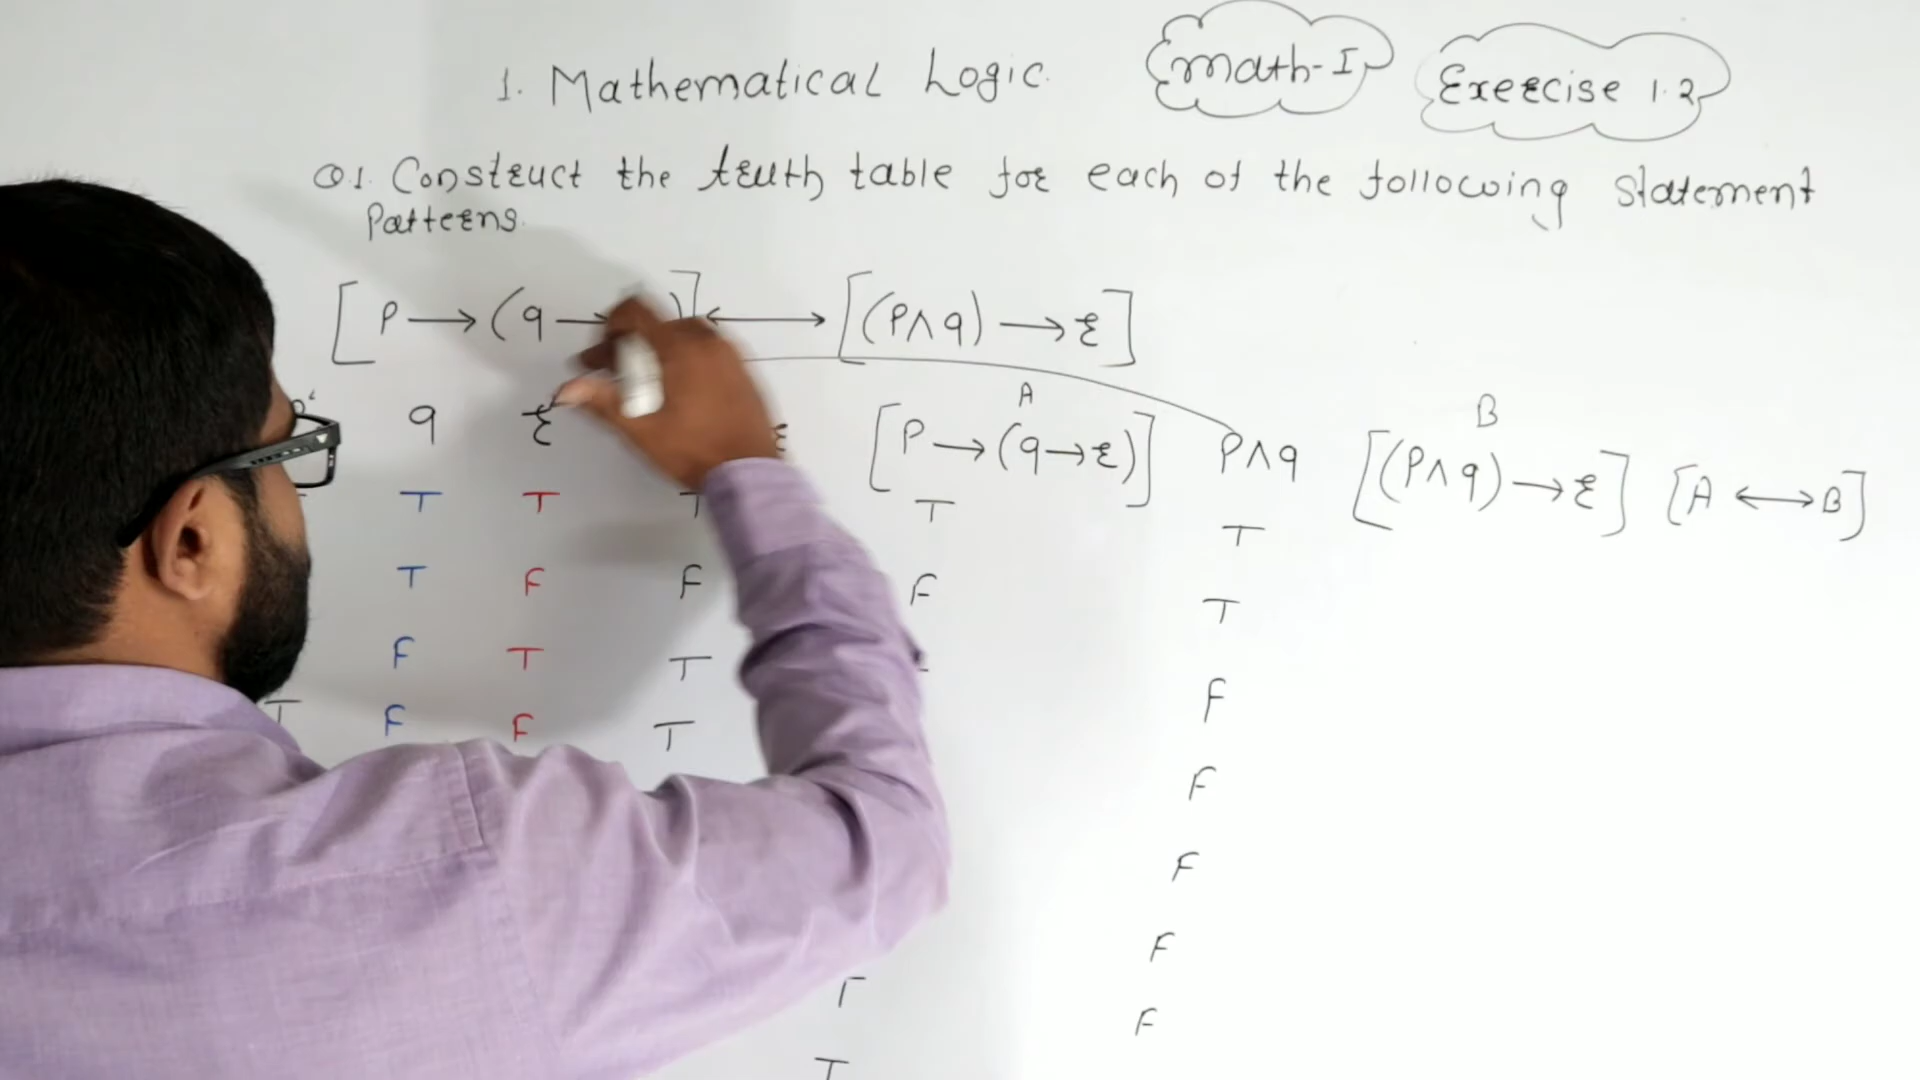 1. Mathematical Logic.
Math-I
Exercise 1.2
Q1. Construct the truth table for each of the following statement
patterns.
[p → (q → )] ↔ [(p ∧ q) → r]
A
B
q r [p → (q → r)] p ∧ q [(p ∧ q) → r] [A ↔ B]
T T T T T
T F F F T
F T T F
T F F T F
F
F
T F
T